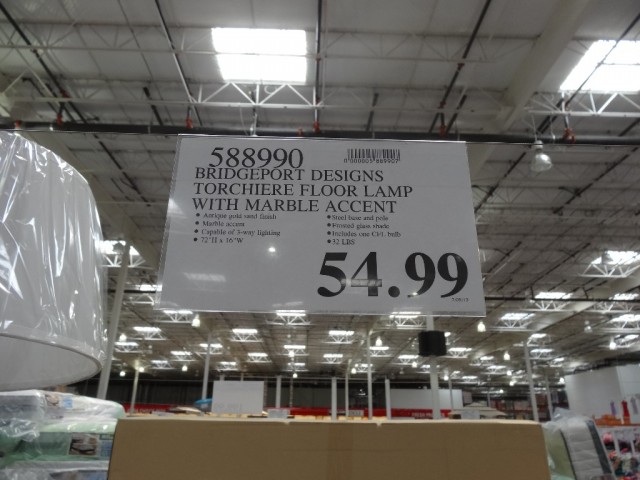 588990
BRIDGEPORT DESIGNS
TORCHIERE FLOOR LAMP
WITH MARBLE ACCENT
• Antique gold sand finish
• Marble accent
• Capable of 3-way lighting
• 72"H x 16"W
• Steel base and pole
• Frosted glass shade
• Includes one CFL bulb
• 32 LBS
54.99